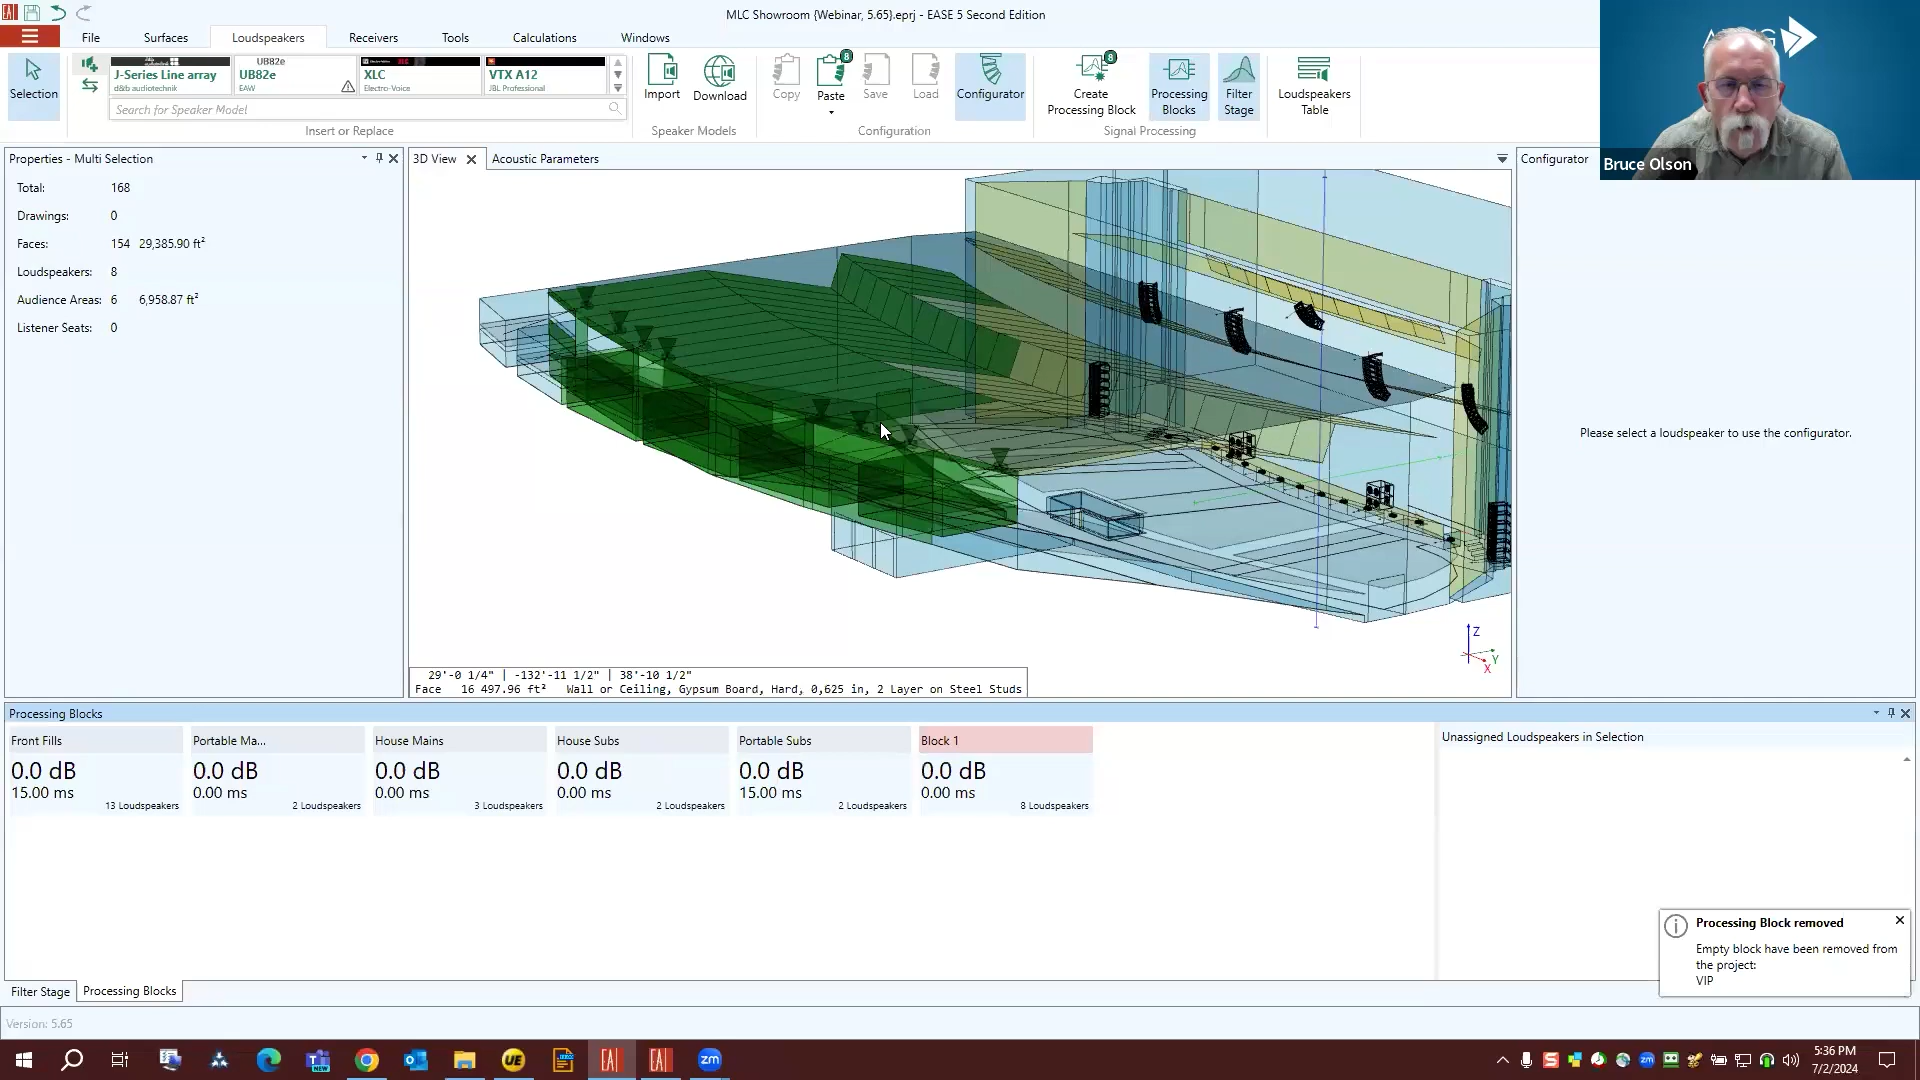 MLC Showroom {Webinar, 5.65}.eprj - EASE 5 Second Edition
File
Surfaces
Loudspeakers
Receivers
Tools
Calculations
Windows
Selection
J-Series Line array
d&b audiotechnik
UB82e
UB82e
EAW
XLC
Electro-Voice
VTX A12
JBL Professional
Search for Speaker Model
Insert or Replace
Import
Download
Speaker Models
Copy
8
Paste
Save
Load
Configurator
Configuration
8
Create
Processing Block
Processing
Blocks
Filter
Stage
Signal Processing
Loudspeakers
Table
Bruce Olson
Properties - Multi Selection
Total: 168
Drawings: 0
Faces: 154 29,385.90 ft²
Loudspeakers: 8
Audience Areas: 6 6,958.87 ft²
Listener Seats: 0
3D View
Acoustic Parameters
Z
Y
X
29'-0 1/4" | -132'-11 1/2" | 38'-10 1/2"
Face 16 497.96 ft² Wall or Ceiling, Gypsum Board, Hard, 0,625 in, 2 Layer on Steel Studs
Configurator
Please select a loudspeaker to use the configurator.
Processing Blocks
Front Fills
0.0 dB
15.00 ms
13 Loudspeakers
Portable Ma...
0.0 dB
0.00 ms
2 Loudspeakers
House Mains
0.0 dB
0.00 ms
3 Loudspeakers
House Subs
0.0 dB
0.00 ms
2 Loudspeakers
Portable Subs
0.0 dB
15.00 ms
2 Loudspeakers
Block 1
0.0 dB
0.00 ms
8 Loudspeakers
Unassigned Loudspeakers in Selection
Processing Block removed
Empty block have been removed from
the project:
VIP
Filter Stage
Processing Blocks
Version: 5.65
NEW
UE
zm
zm
5:36 PM
7/2/2024